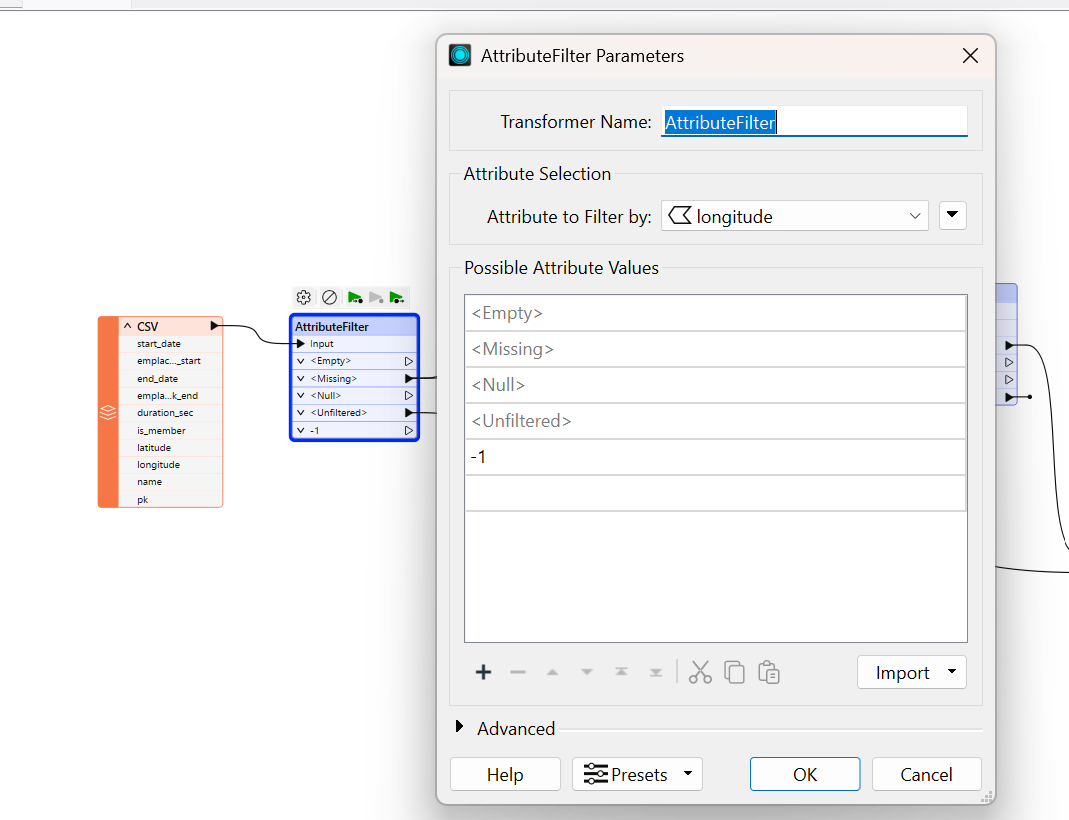 AttributeFilter Parameters
Transformer Name: AttributeFilter
Attribute Selection
Attribute to Filter by: longitude
Possible Attribute Values
<Empty>
<Missing>
<Null>
<Unfiltered>
-1
Import
Advanced
Help
Presets
OK
Cancel
CSV
start_date
emplac..._start
end_date
empla...k_end
duration_sec
is_member
latitude
longitude
name
pk
AttributeFilter
Input
<Empty>
<Missing>
<Null>
<Unfiltered>
-1